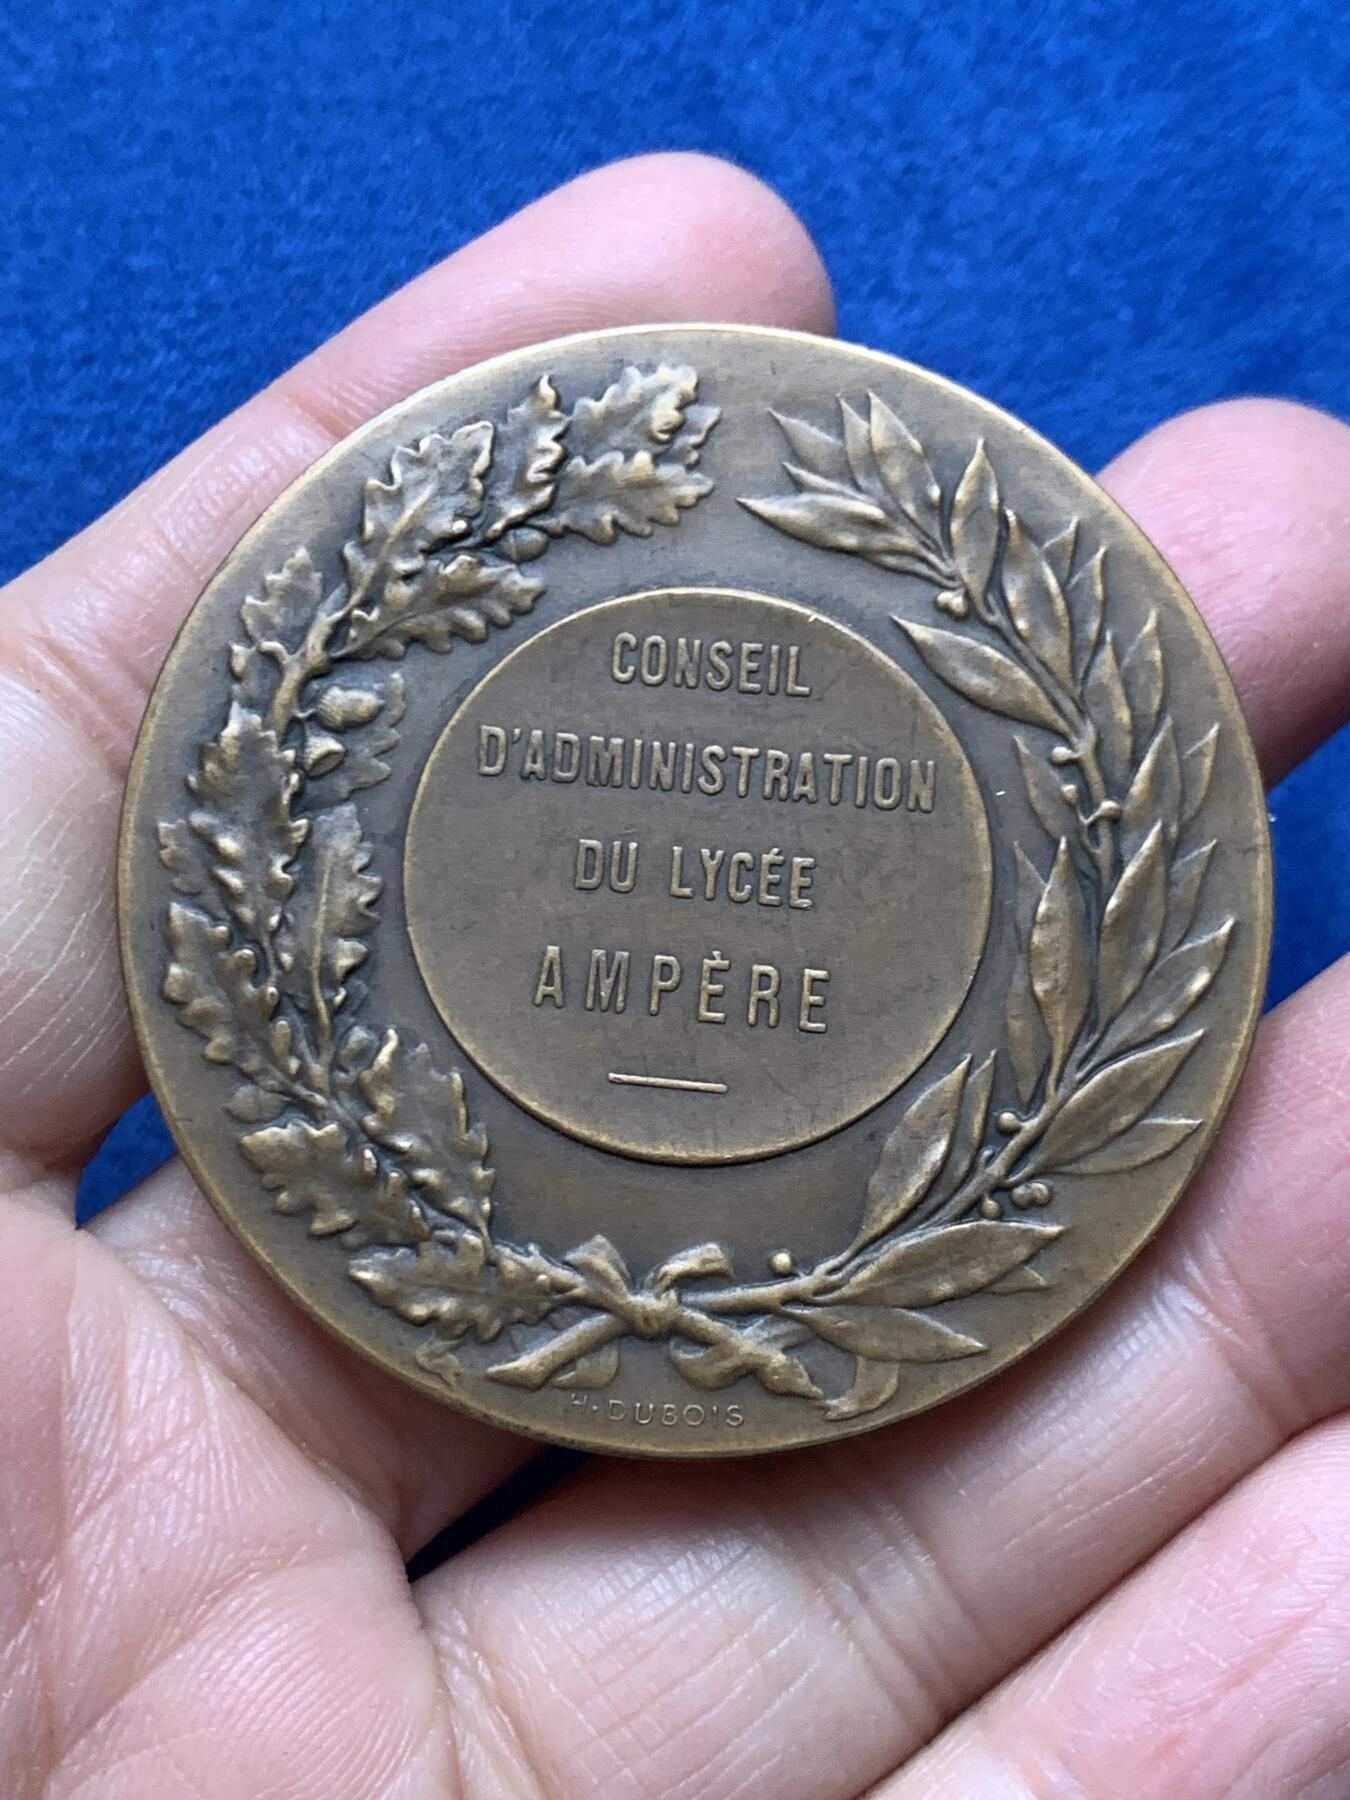 CONSEIL
D'ADMINISTRATION
DU LYCÉE
AMPÈRE
H. DUBOIS